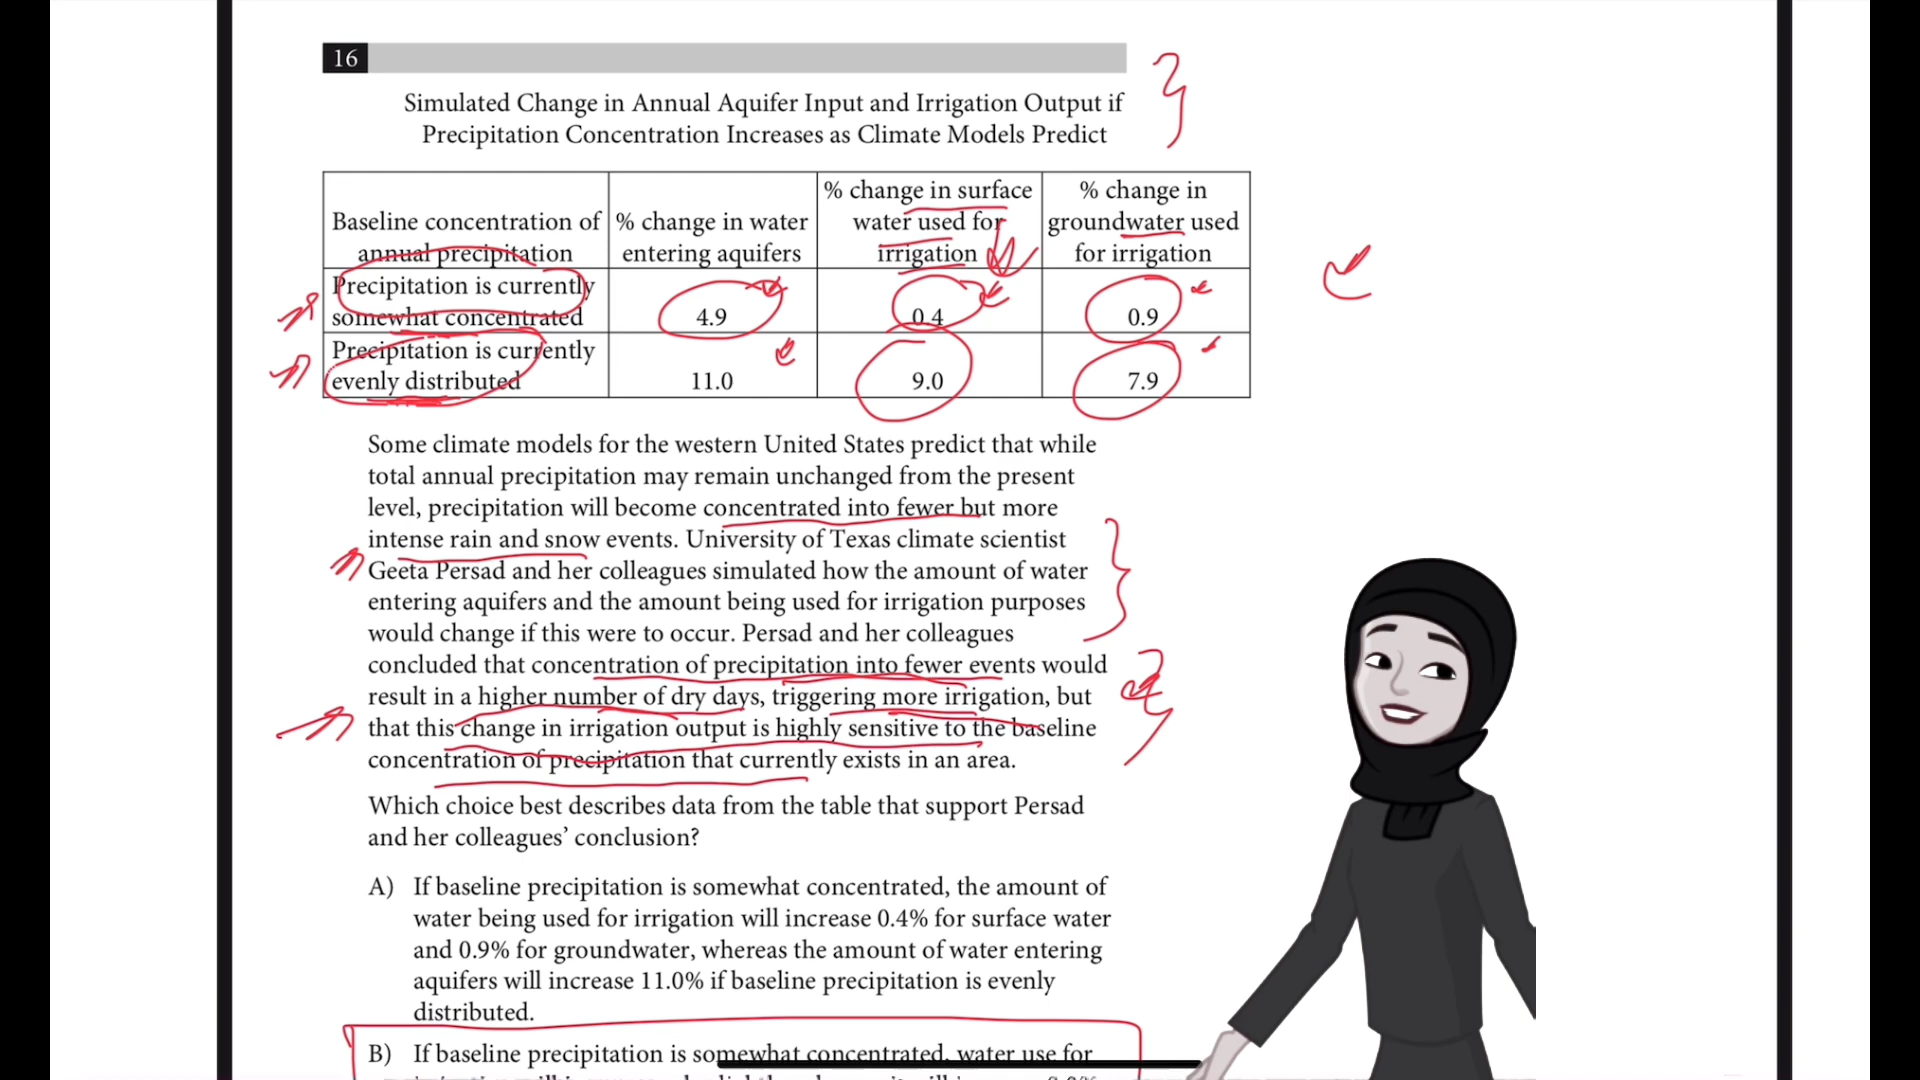 16
Simulated Change in Annual Aquifer Input and Irrigation Output if
Precipitation Concentration Increases as Climate Models Predict
Baseline concentration of annual precipitation
% change in water entering aquifers
% change in surface water used for irrigation
% change in groundwater used for irrigation
Precipitation is currently somewhat concentrated
4.9
0.4
0.9
Precipitation is currently evenly distributed
11.0
9.0
7.9
Some climate models for the western United States predict that while
total annual precipitation may remain unchanged from the present
level, precipitation will become concentrated into fewer but more
intense rain and snow events. University of Texas climate scientist
Geeta Persad and her colleagues simulated how the amount of water
entering aquifers and the amount being used for irrigation purposes
would change if this were to occur. Persad and her colleagues
concluded that concentration of precipitation into fewer events would
result in a higher number of dry days, triggering more irrigation, but
that this change in irrigation output is highly sensitive to the baseline
concentration of precipitation that currently exists in an area.
Which choice best describes data from the table that support Persad
and her colleagues’ conclusion?
A) If baseline precipitation is somewhat concentrated, the amount of
water being used for irrigation will increase 0.4% for surface water
and 0.9% for groundwater, whereas the amount of water entering
aquifers will increase 11.0% if baseline precipitation is evenly
distributed.
B) If baseline precipitation is somewhat concentrated, water use for